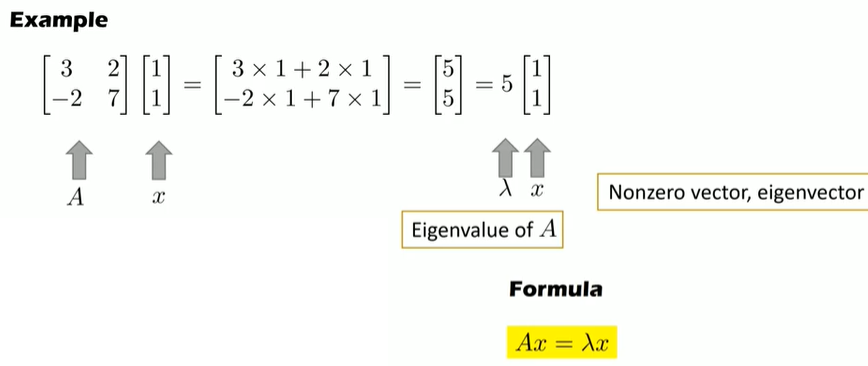 Example
[3 2; −2 7] [1; 1] = [3 × 1 + 2 × 1; −2 × 1 + 7 × 1] = [5; 5] = 5 [1; 1]
A x λ x
Nonzero vector, eigenvector
Eigenvalue of A
Formula
Ax = λx